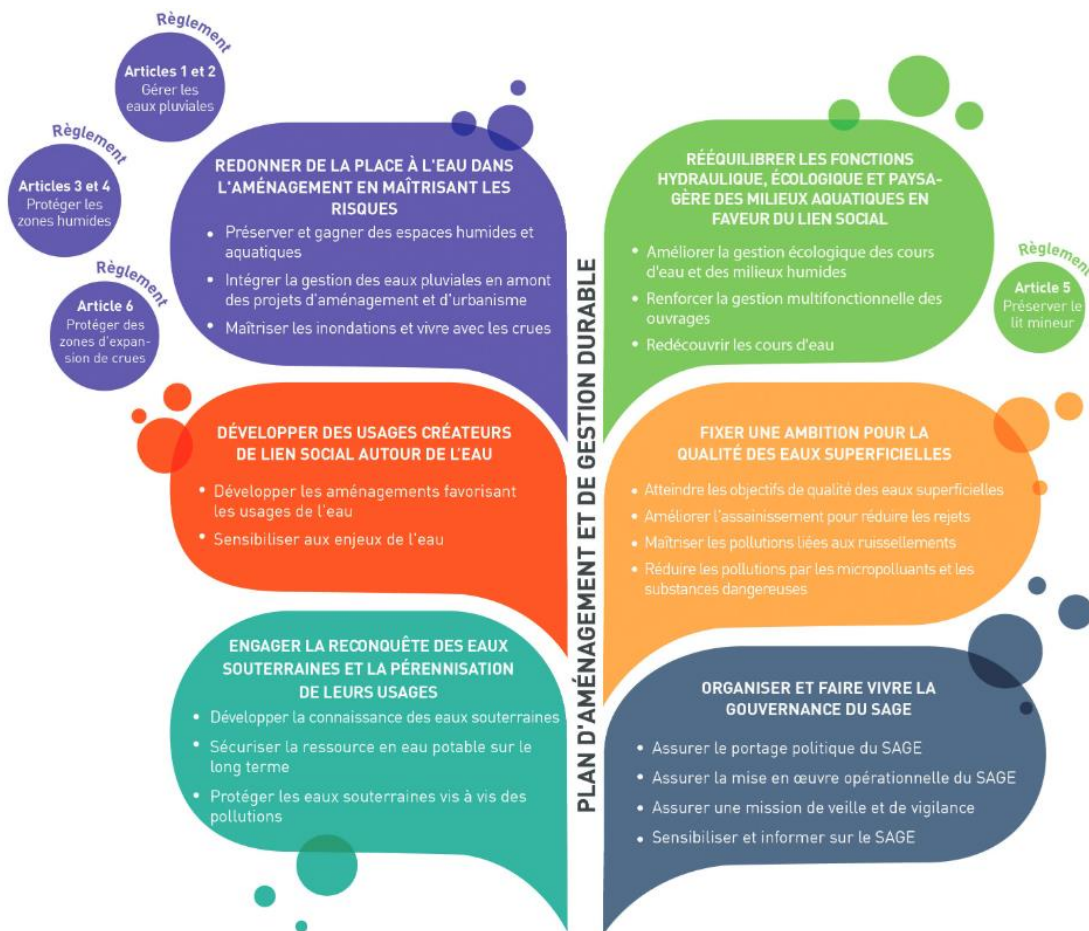 Règlement
Articles 1 et 2
Gérer les
eaux pluviales
Règlement
Articles 3 et 4
Protéger les
zones humides
Règlement
Article 6
Protéger des
zones d'expan-
sion de crues
REDONNER DE LA PLACE À L'EAU DANS
L'AMÉNAGEMENT EN MAÎTRISANT LES
RISQUES
• Préserver et gagner des espaces humides et
aquatiques
• Intégrer la gestion des eaux pluviales en amont
des projets d'aménagement et d'urbanisme
• Maîtriser les inondations et vivre avec les crues
DÉVELOPPER DES USAGES CRÉATEURS
DE LIEN SOCIAL AUTOUR DE L'EAU
• Développer les aménagements favorisant
les usages de l'eau
• Sensibiliser aux enjeux de l'eau
ENGAGER LA RECONQUÊTE DES EAUX
SOUTERRAINES ET LA PÉRENNISATION
DE LEURS USAGES
• Développer la connaissance des eaux souterraines
• Sécuriser la ressource en eau potable sur le
long terme
• Protéger les eaux souterraines vis à vis des
pollutions
PLAN D'AMÉNAGEMENT ET DE GESTION DURABLE
RÉÉQUILIBRER LES FONCTIONS
HYDRAULIQUE, ÉCOLOGIQUE ET PAYSA-
GÈRE DES MILIEUX AQUATIQUES EN
FAVEUR DU LIEN SOCIAL
• Améliorer la gestion écologique des cours
d'eau et des milieux humides
• Renforcer la gestion multifonctionnelle des
ouvrages
• Redécouvrir les cours d'eau
Règlement
Article 5
Préserver le
lit mineur
FIXER UNE AMBITION POUR LA
QUALITÉ DES EAUX SUPERFICIELLES
• Atteindre les objectifs de qualité des eaux superficielles
• Améliorer l'assainissement pour réduire les rejets
• Maîtriser les pollutions liées aux ruissellements
• Réduire les pollutions par les micropolluants et les
substances dangereuses
ORGANISER ET FAIRE VIVRE LA
GOUVERNANCE DU SAGE
• Assurer le portage politique du SAGE
• Assurer la mise en œuvre opérationnelle du SAGE
• Assurer une mission de veille et de vigilance
• Sensibiliser et informer sur le SAGE